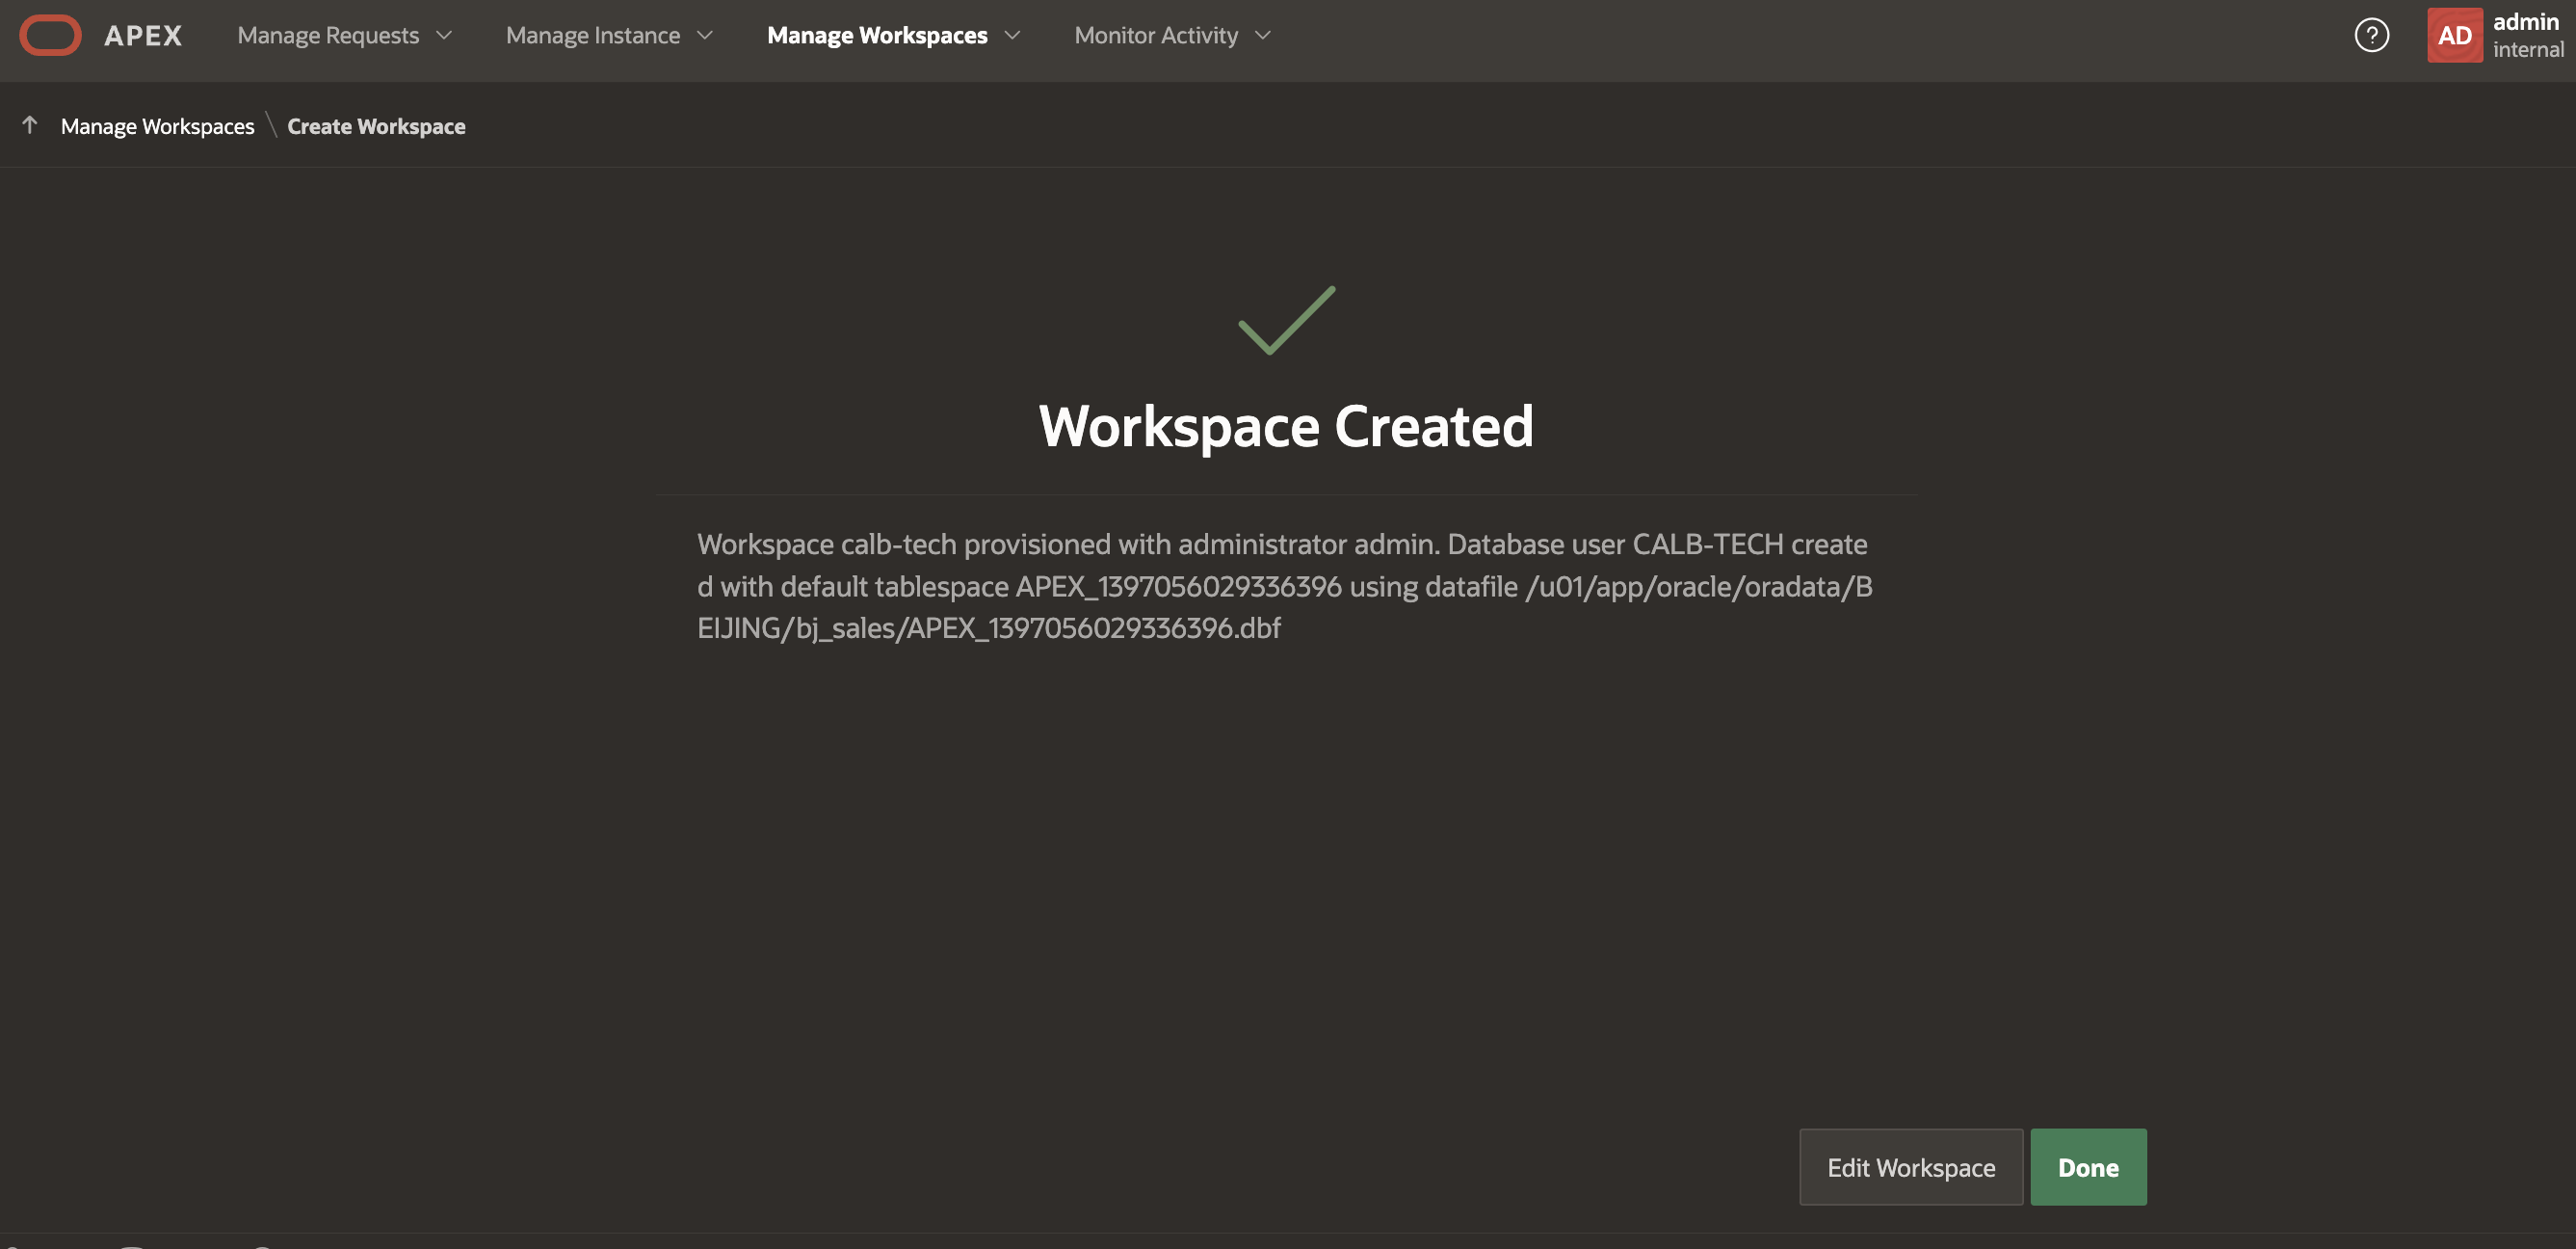 APEX Manage Requests Manage Instance Manage Workspaces Monitor Activity ? AD admin
internal
Manage Workspaces \ Create Workspace
Workspace Created
Workspace calb-tech provisioned with administrator admin. Database user CALB-TECH create
d with default tablespace APEX_1397056029336396 using datafile /u01/app/oracle/oradata/B
EIJING/bj_sales/APEX_1397056029336396.dbf
Edit Workspace Done